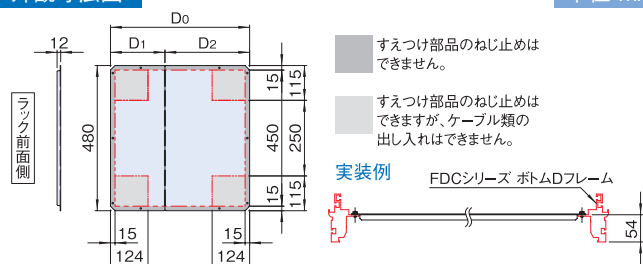 12
D0
D1
D2
ラック前面側
480
15
115
450
250
15
115
15
124
15
124
すえつけ部品のねじ止めは
できません。
すえつけ部品のねじ止めは
できますが、ケーブル類の
出し入れはできません。
実装例
FDCシリーズ ボトムDフレーム
54